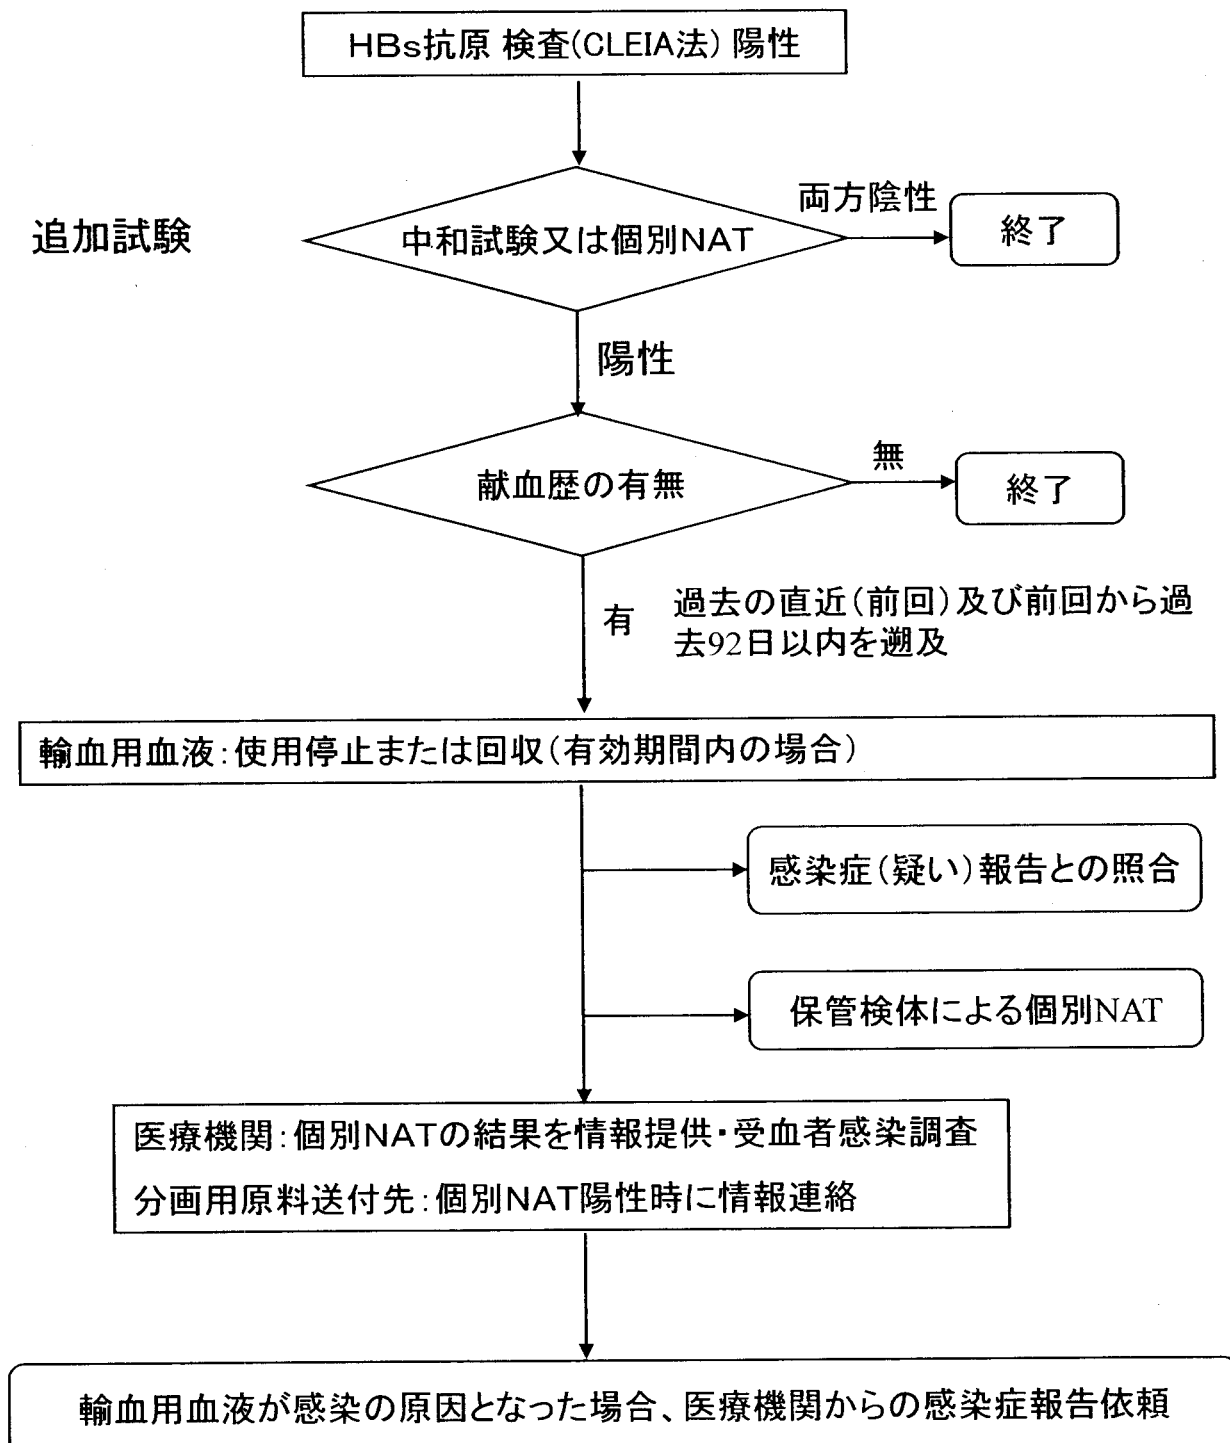 HBs抗原 検査(CLEIA法) 陽性
追加試験
中和試験又は個別NAT
両方陰性
終了
陽性
献血歴の有無
無
終了
有
過去の直近(前回)及び前回から過
去92日以内を遡及
輸血用血液:使用停止または回収(有効期間内の場合)
感染症(疑い)報告との照合
保管検体による個別NAT
医療機関:個別NATの結果を情報提供・受血者感染調査
分画用原料送付先:個別NAT陽性時に情報連絡
輸血用血液が感染の原因となった場合、医療機関からの感染症報告依頼